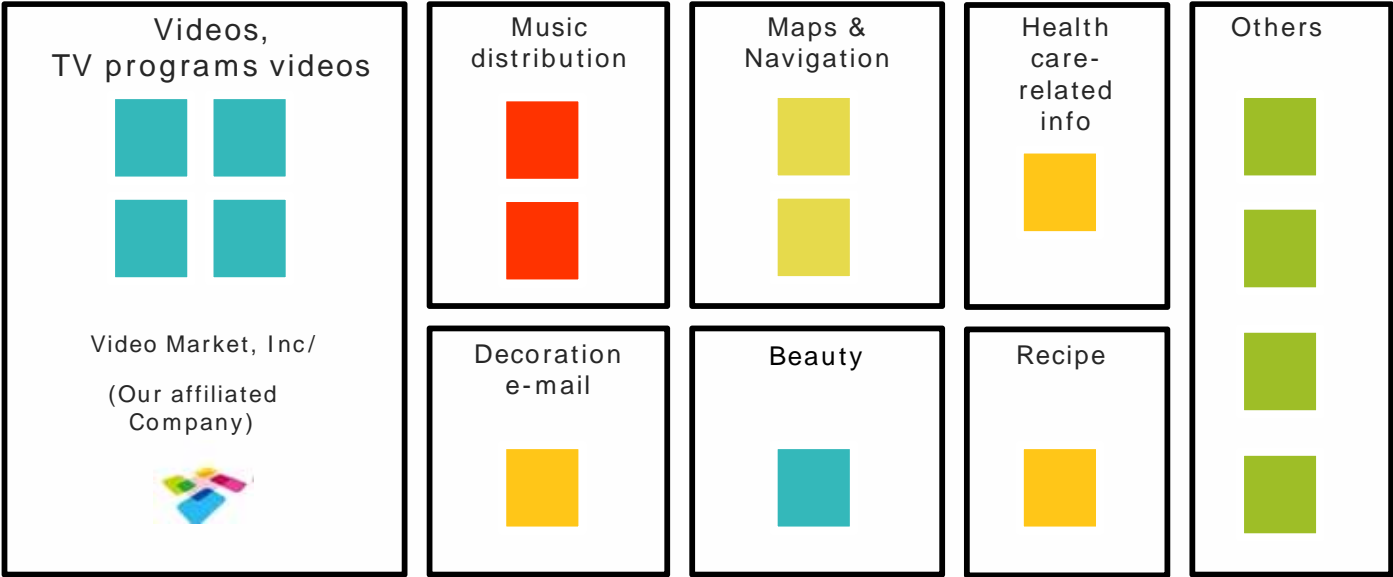 Videos,
TV programs videos
Video Market, Inc/
(Our affiliated
Company)
Music
distribution
Maps &
Navigation
Health
care-
related
info
Others
Decoration
e-mail
Beauty
Recipe